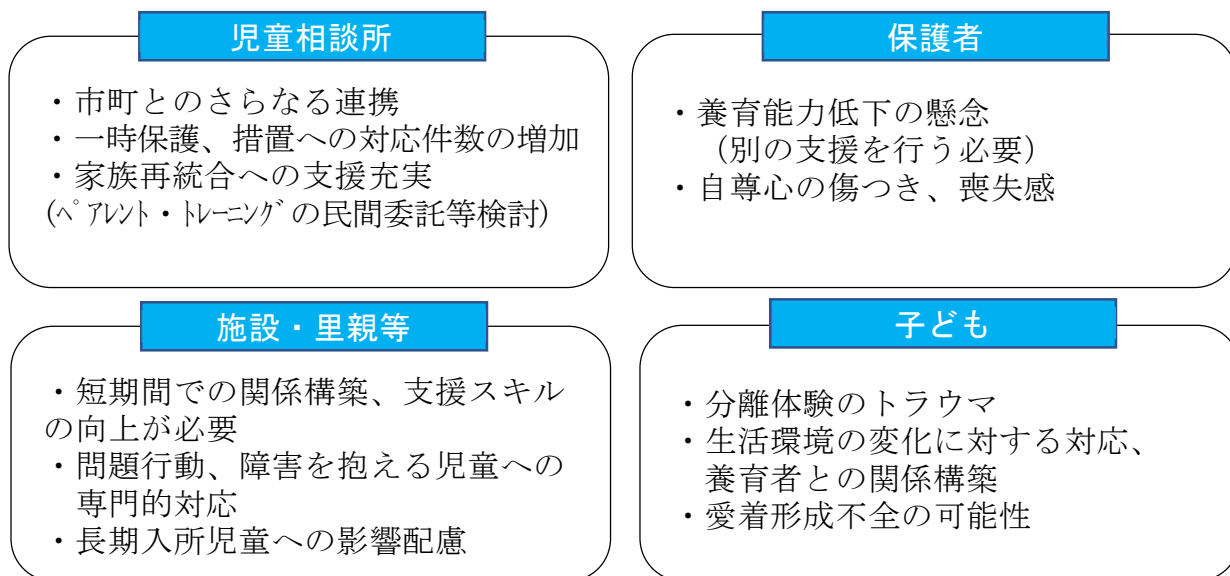 児童相談所
・市町とのさらなる連携
・一時保護、措置への対応件数の増加
・家族再統合への支援充実
(ﾍﾟｱﾚﾝﾄ・ﾄﾚｰﾆﾝｸﾞの民間委託等検討)
保護者
・養育能力低下の懸念
（別の支援を行う必要）
・自尊心の傷つき、喪失感
施設・里親等
・短期間での関係構築、支援スキル
の向上が必要
・問題行動、障害を抱える児童への
専門的対応
・長期入所児童への影響配慮
子ども
・分離体験のトラウマ
・生活環境の変化に対する対応、
養育者との関係構築
・愛着形成不全の可能性